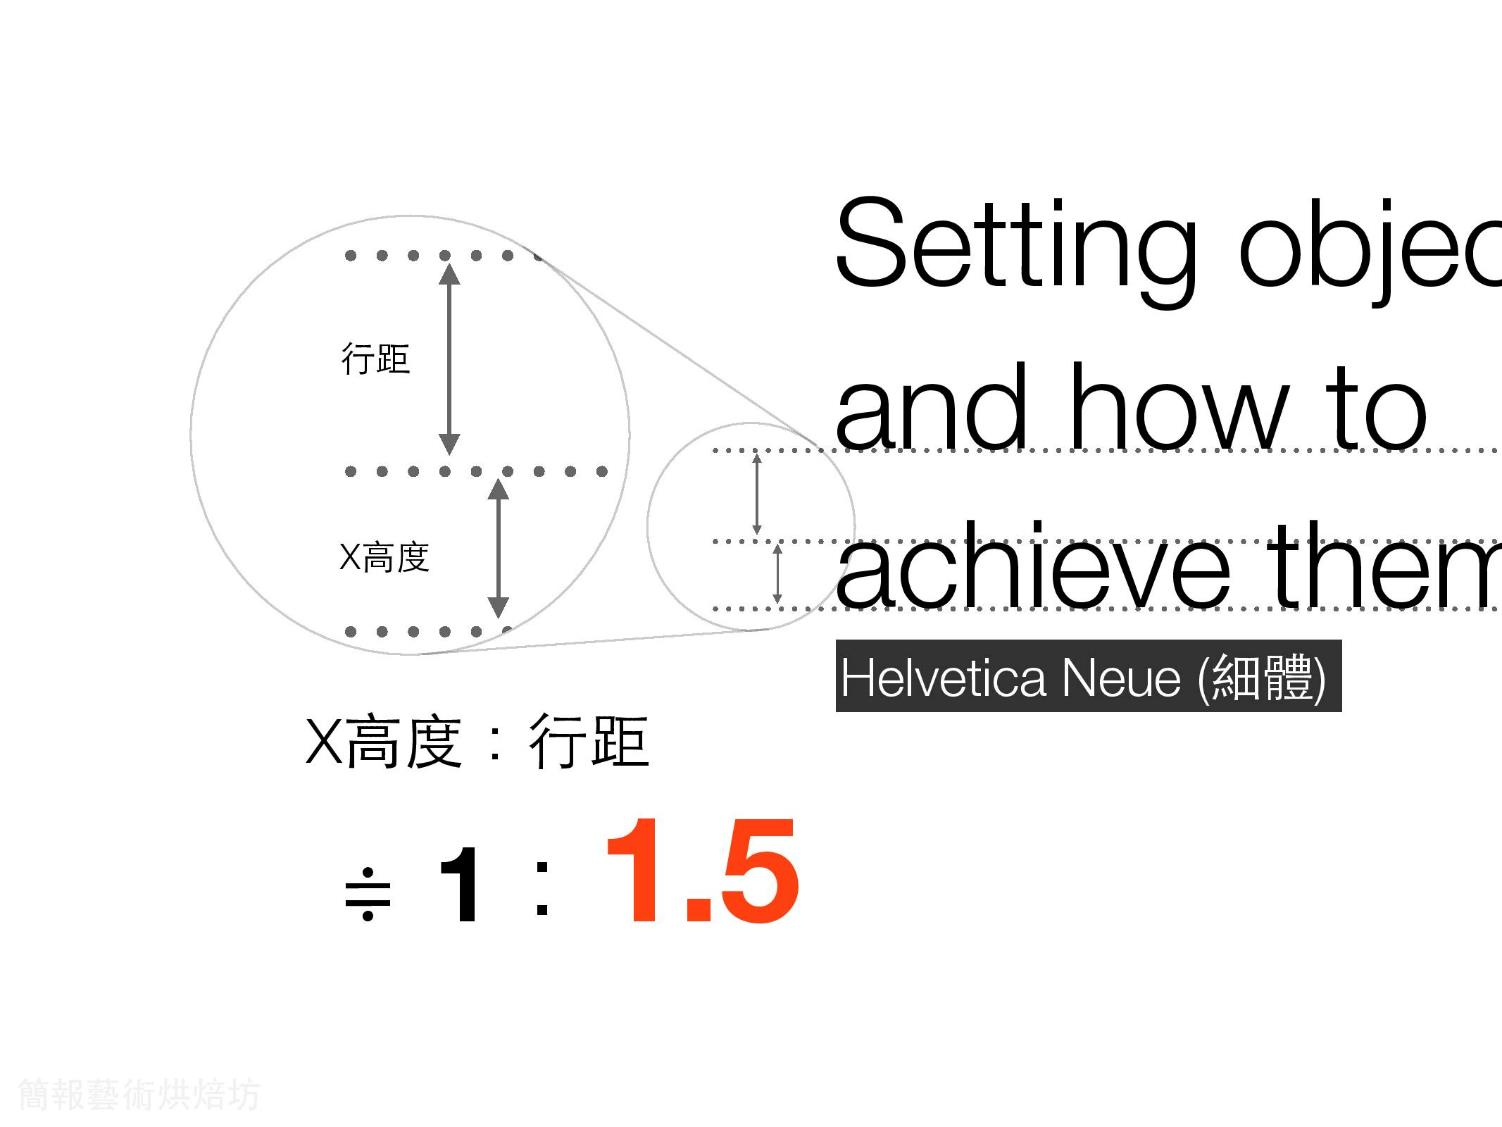 Setting objec
and how to
achieve them
Helvetica Neue (細體)
行距
X高度
X高度：行距
≑ 1 : 1.5
簡報藝術烘焙坊